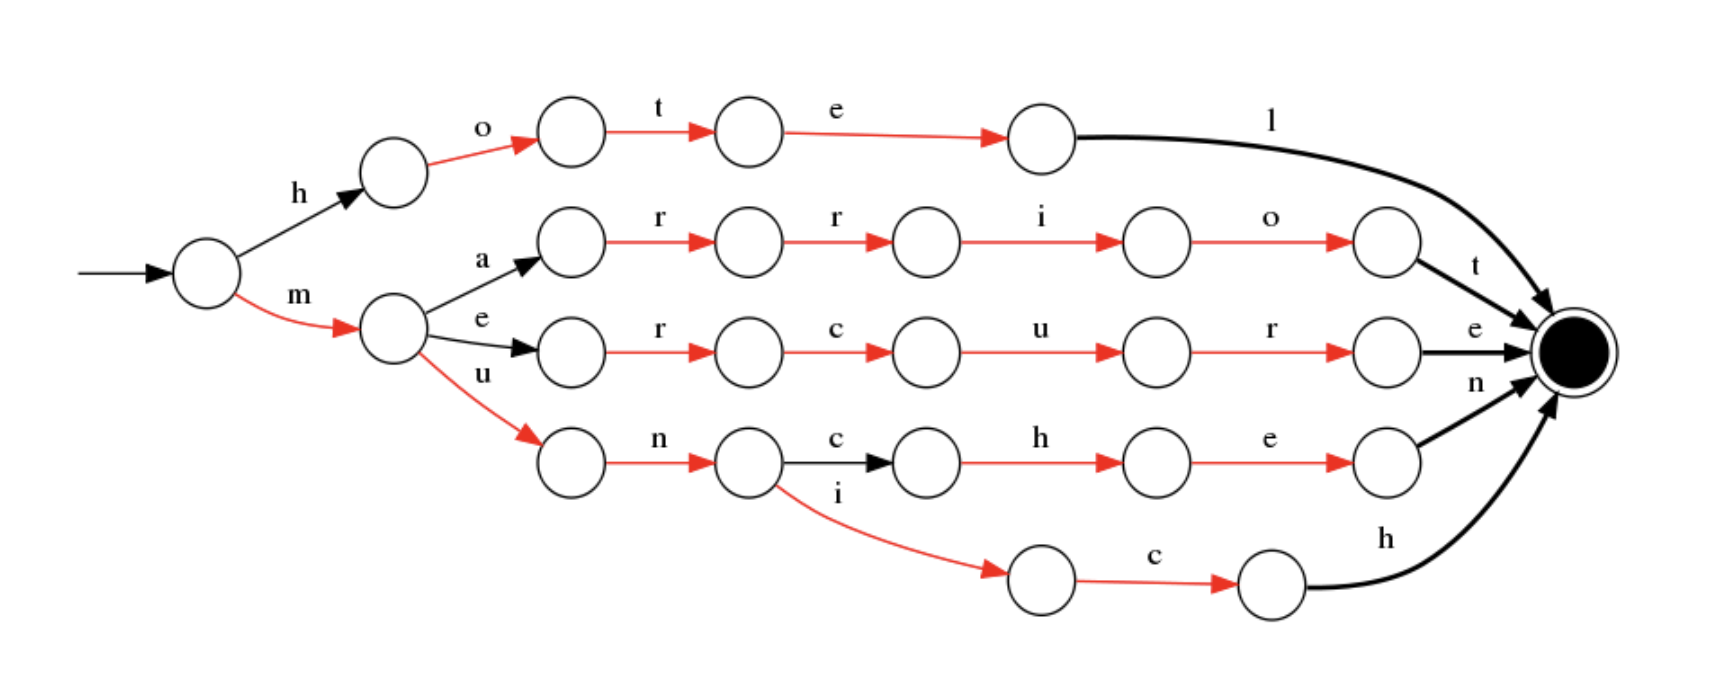 h o t e l
m a r r i o t
e r c u r e
u n c h e n
i c h